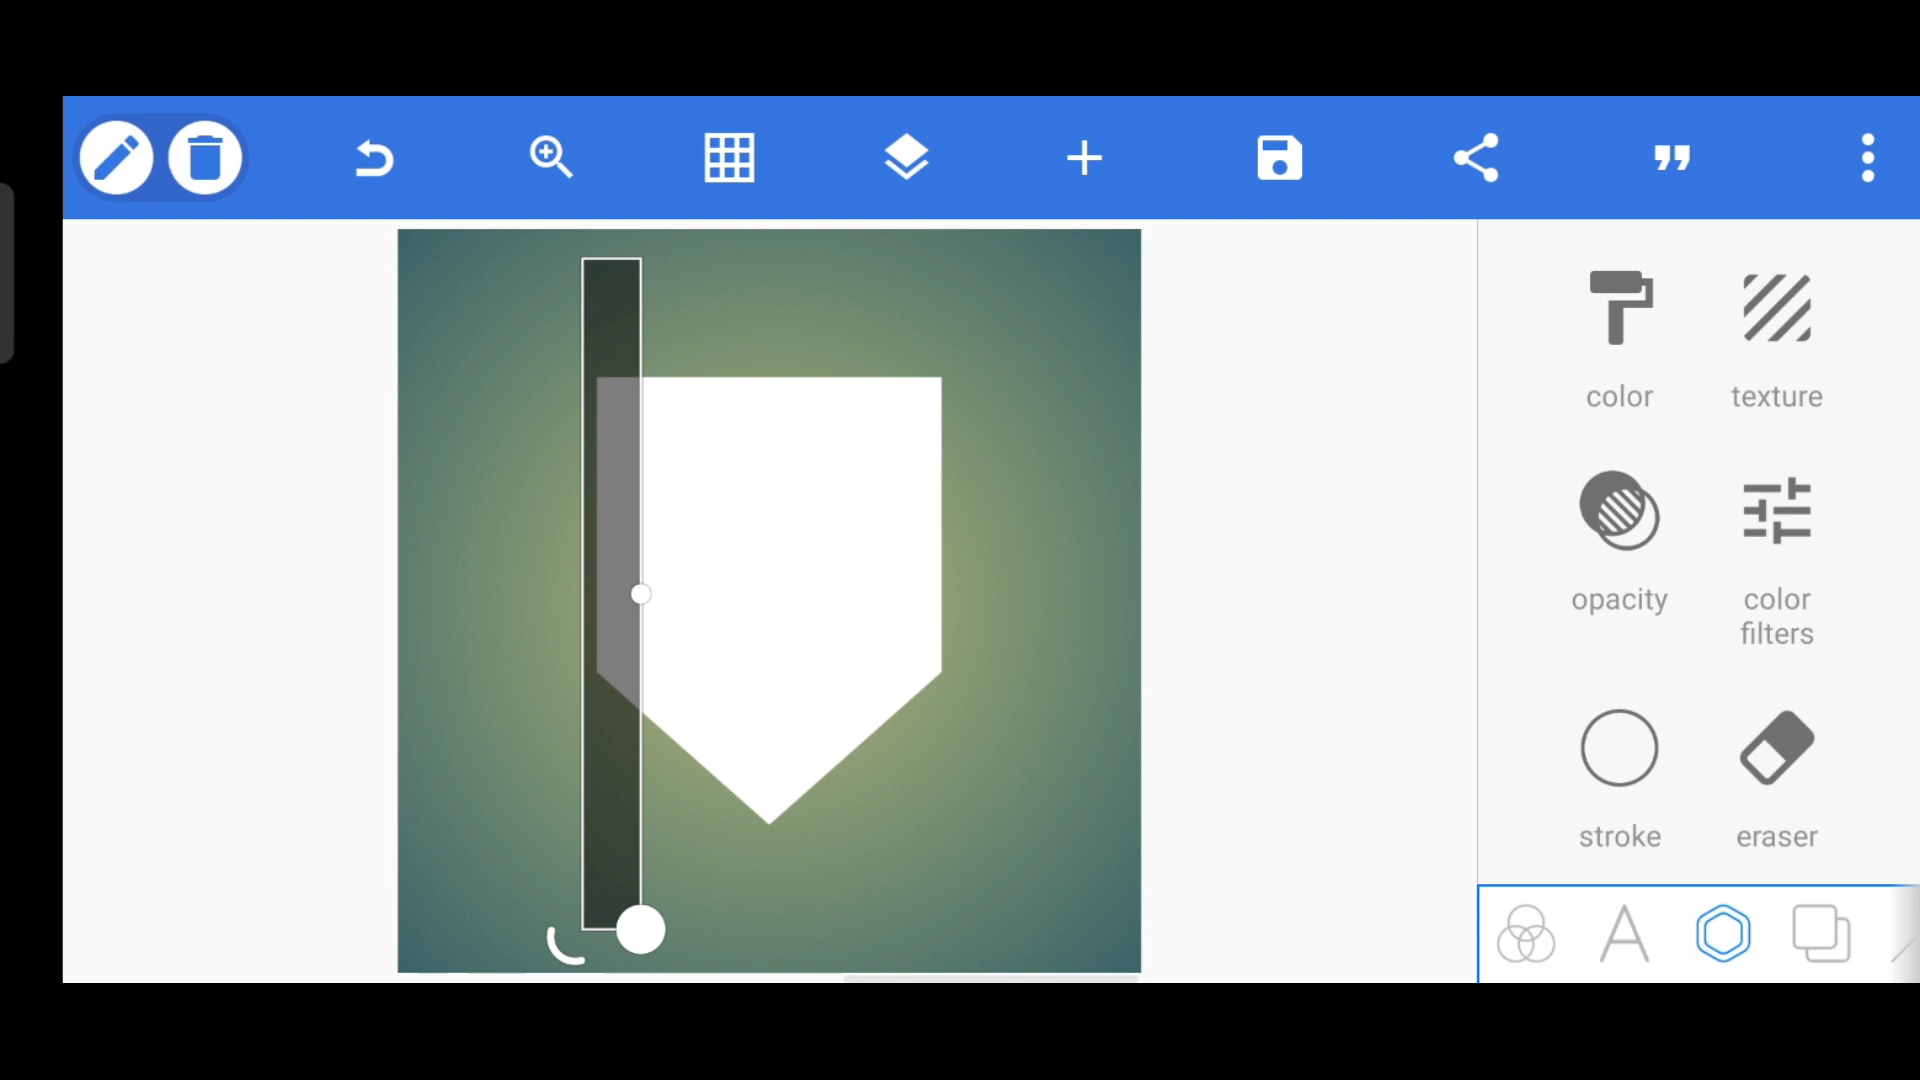 color
texture
opacity
color
filters
stroke
eraser